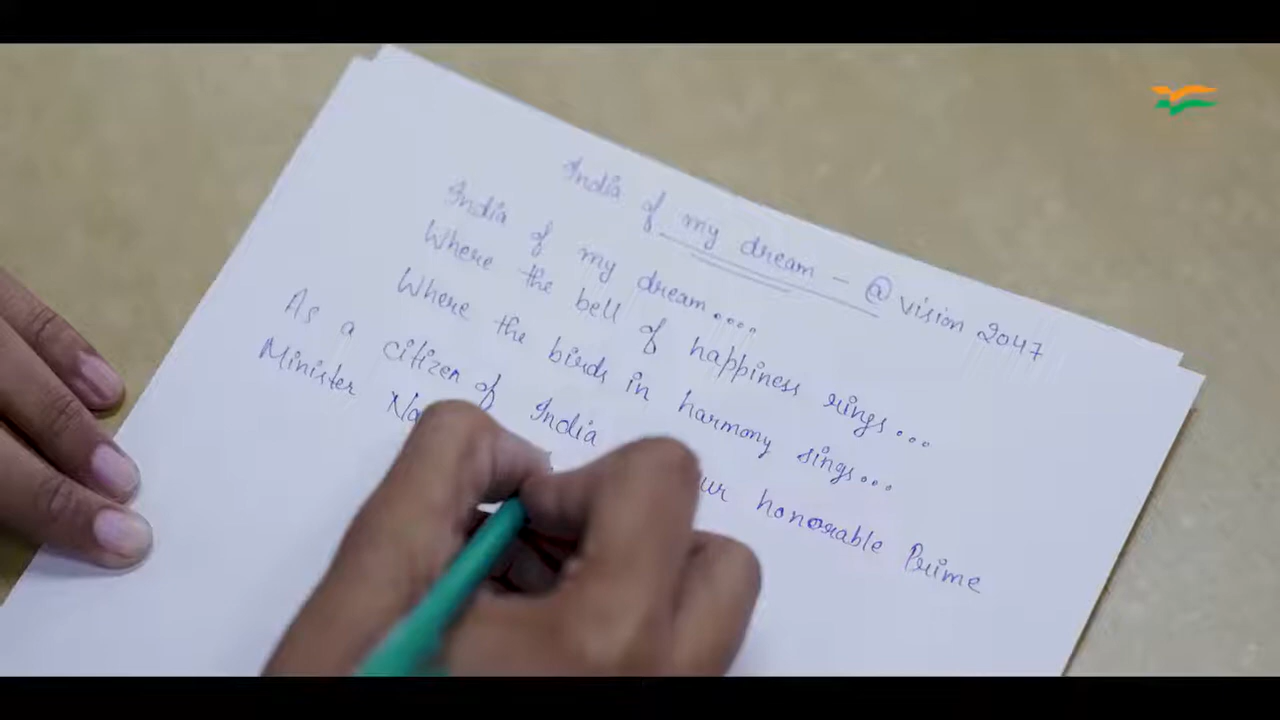 India of my dream - @ vision 2047
India of my dream....
Where the bell of happiness rings...
Where the birds in harmony sings...
As a citizen of India our honorable Prime
Minister